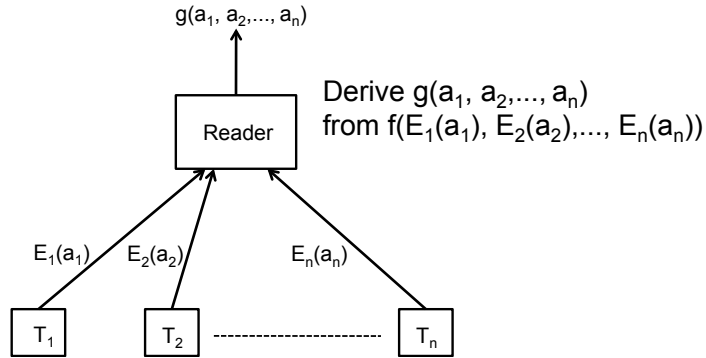 g(a₁, a₂,..., aₙ)
Derive g(a₁, a₂,..., aₙ)
from f(E₁(a₁), E₂(a₂),..., Eₙ(aₙ))
Reader
E₁(a₁)
E₂(a₂)
Eₙ(aₙ)
T₁
T₂
Tₙ